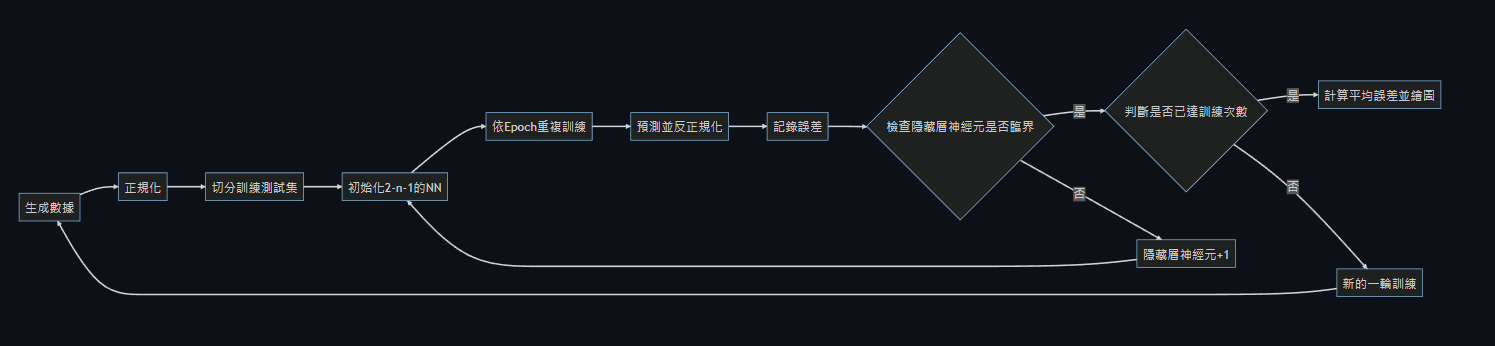 生成數據
正規化
切分訓練測試集
初始化2-n-1的NN
依Epoch重複訓練
預測並反正規化
記錄誤差
檢查隱藏層神經元是否臨界
是
判斷是否已達訓練次數
是
計算平均誤差並繪圖
否
隱藏層神經元+1
否
新的一輪訓練